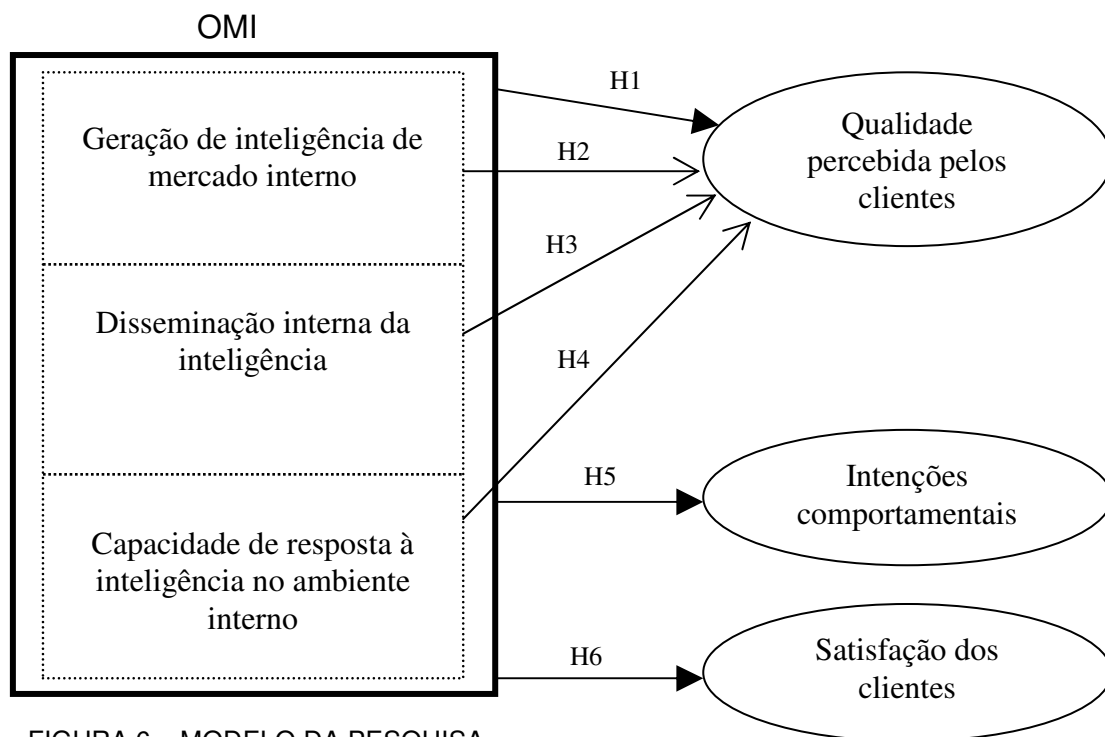 OMI
H1
Geração de inteligência de
mercado interno
H2
Qualidade
percebida pelos
clientes
H3
Disseminação interna da
inteligência
H4
H5
Intenções
comportamentais
Capacidade de resposta à
inteligência no ambiente
interno
H6
Satisfação dos
clientes
FIGURA 6 – MODELO DA PESQUISA